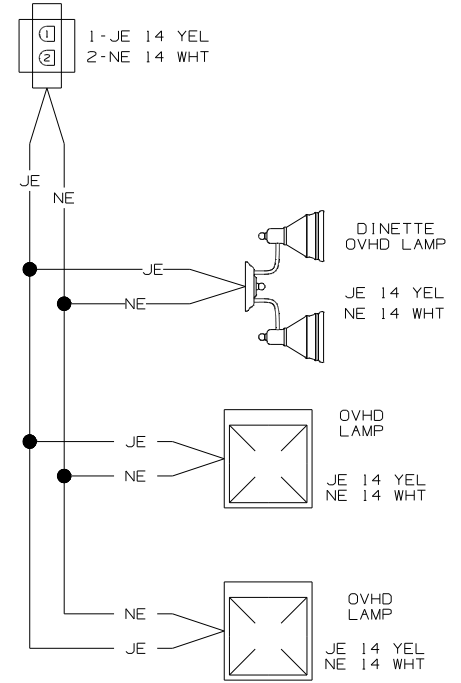 1
1-JE 14 YEL
2
2-NE 14 WHT
JE
NE
DINETTE
OVHD LAMP
JE
JE 14 YEL
NE
NE 14 WHT
OVHD
LAMP
JE
NE
JE 14 YEL
NE 14 WHT
OVHD
LAMP
NE
JE
JE 14 YEL
NE 14 WHT